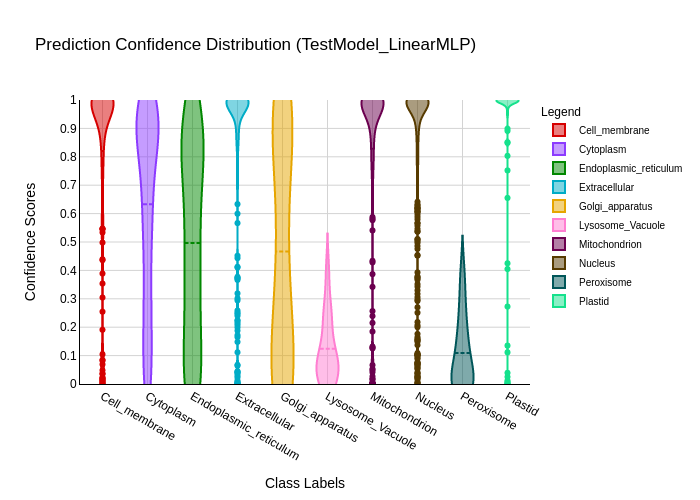 Prediction Confidence Distribution (TestModel_LinearMLP)
Legend
Cell_membrane
Cytoplasm
Endoplasmic_reticulum
Extracellular
Golgi_apparatus
Lysosome_Vacuole
Mitochondrion
Nucleus
Peroxisome
Plastid
Confidence Scores
1
0.9
0.8
0.7
0.6
0.5
0.4
0.3
0.2
0.1
0
Cell_membrane
Cytoplasm
Endoplasmic_reticulum
Extracellular
Golgi_apparatus
Lysosome_Vacuole
Mitochondrion
Nucleus
Peroxisome
Plastid
Class Labels